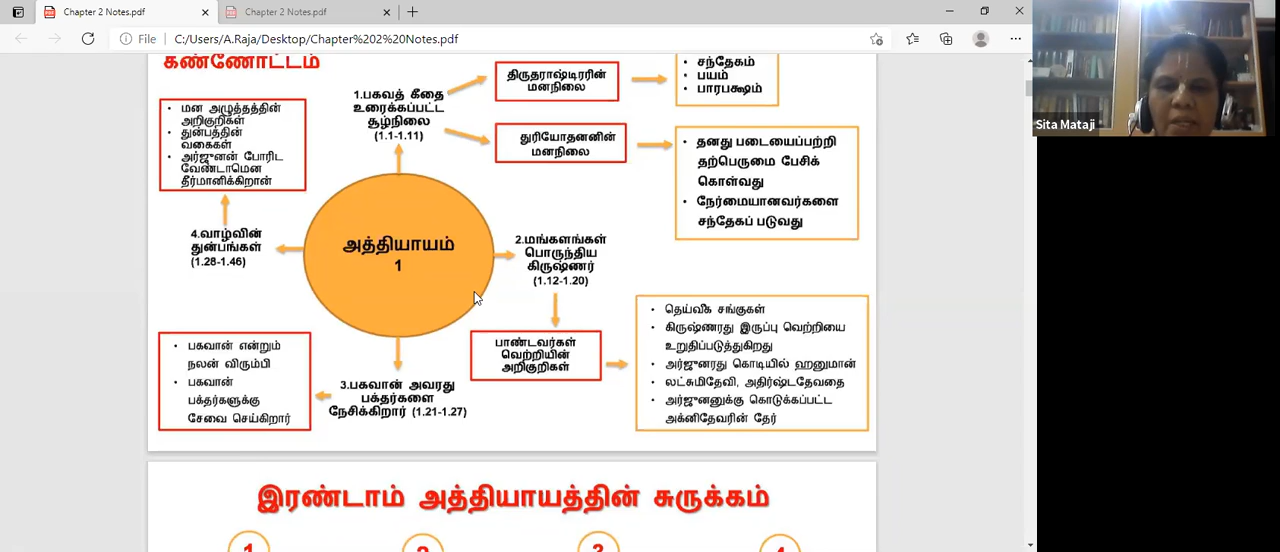 Chapter 2 Notes.pdf
Chapter 2 Notes.pdf
File
C:/Users/A.Raja/Desktop/Chapter%202%20Notes.pdf
Sita Mataji
கண்ணோட்டம்
1.பகவத் கீதை
உரைக்கப்பட்ட
சூழ்நிலை
(1.1-1.11)
திருதராஷ்டிரரின்
மனநிலை
• சந்தேகம்
• பயம்
• பாரபக்ஷம்
துரியோதனனின்
மனநிலை
• தனது படையைப்பற்றி
தற்பெருமை பேசிக்
கொள்வது
• நேர்மையானவர்களை
சந்தேகப் படுவது
• மன அழுத்தத்தின்
அறிகுறிகள்
• துன்பத்தின்
வகைகள்
• அர்ஜுனன் போரிட
வேண்டாமென
தீர்மானிக்கிறான்
4.வாழ்வின்
துன்பங்கள்
(1.28-1.46)
அத்தியாயம்
1
2.மங்களங்கள்
பொருந்திய
கிருஷ்ணர்
(1.12-1.20)
பாண்டவர்கள்
வெற்றியின்
அறிகுறிகள்
• தெய்வீக சங்குகள்
• கிருஷ்ணரது இருப்பு வெற்றியை
உறுதிப்படுத்துகிறது
• அர்ஜுனரது கொடியில் ஹனுமான்
• லட்சுமிதேவி, அதிர்ஷ்டதேவதை
• அர்ஜுனனுக்கு கொடுக்கப்பட்ட
அக்னிதேவரின் தேர்
• பகவான் என்றும்
நலன் விரும்பி
• பகவான்
பக்தர்களுக்கு
சேவை செய்கிறார்
3.பகவான் அவரது
பக்தர்களை
நேசிக்கிறார் (1.21-1.27)
இரண்டாம் அத்தியாயத்தின் சுருக்கம்
1 2 3 4